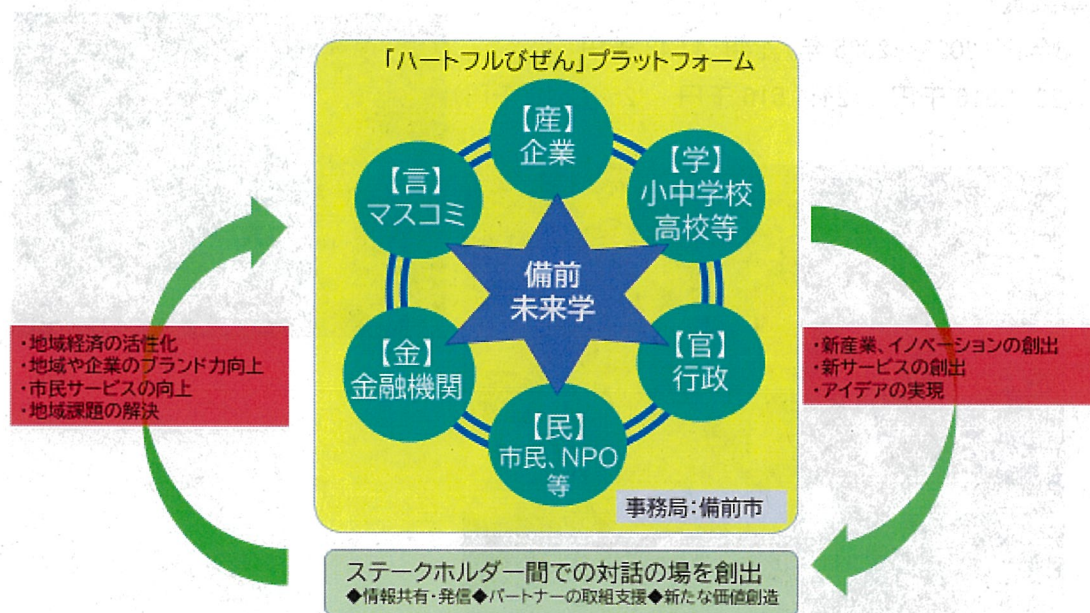 「ハートフルびぜん」プラットフォーム
【産】
企業
【学】
小中学校
高校等
【言】
マスコミ
備前
未来学
【金】
金融機関
【官】
行政
【民】
市民、NPO
等
事務局：備前市
・地域経済の活性化
・地域や企業のブランド力向上
・市民サービスの向上
・地域課題の解決
・新産業、イノベーションの創出
・新サービスの創出
・アイデアの実現
ステークホルダー間での対話の場を創出
◆情報共有・発信◆パートナーの取組支援◆新たな価値創造